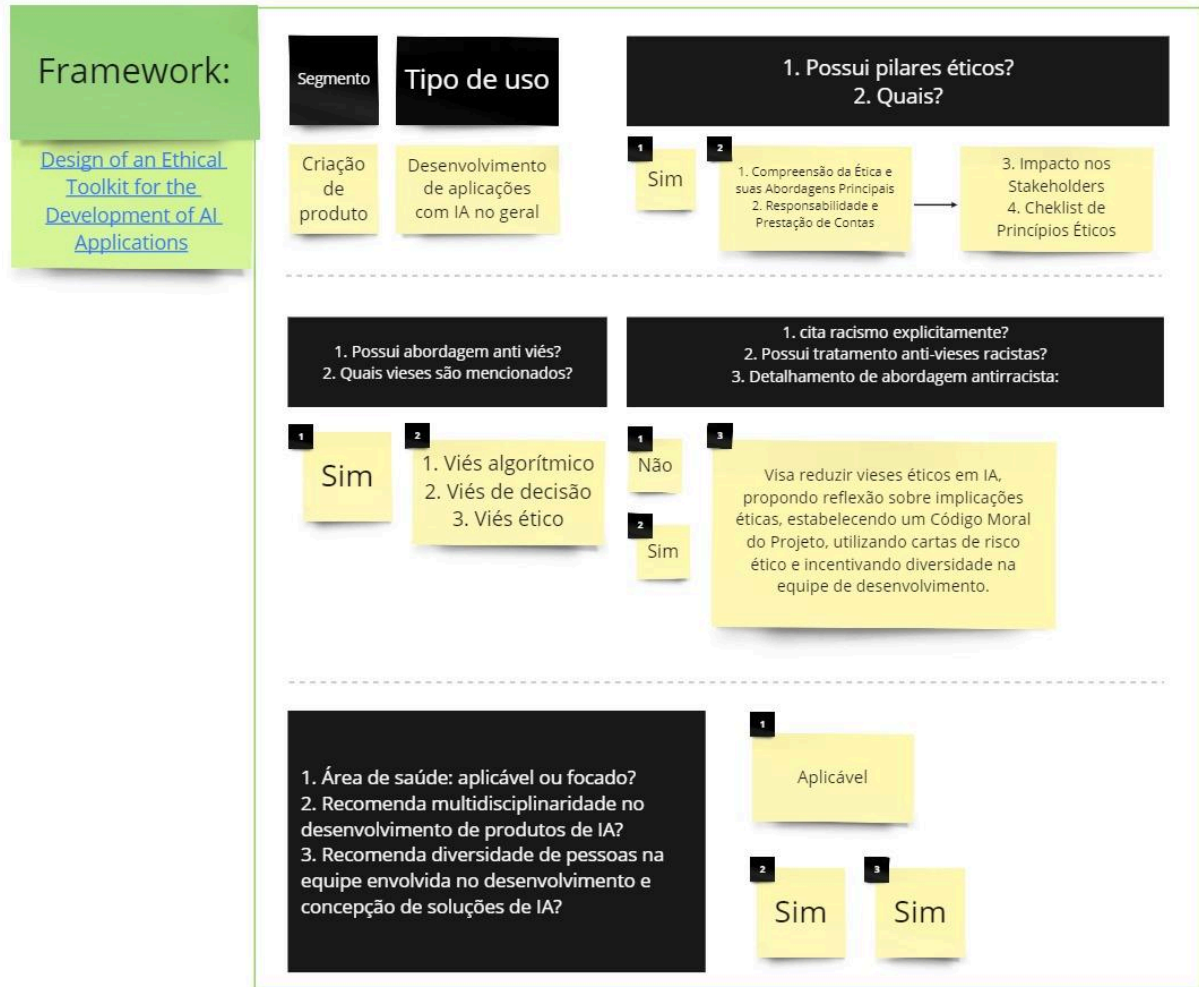 Framework:
Design of an Ethical
Toolkit for the
Development of AI
Applications
Segmento
Tipo de uso
Criação
de
produto
Desenvolvimento
de aplicações
com IA no geral
1. Possui pilares éticos?
2. Quais?
1
Sim
2
1. Compreensão da Ética e
suas Abordagens Principais
2. Responsabilidade e
Prestação de Contas
3. Impacto nos
Stakeholders
4. Cheklist de
Princípios Éticos
1. Possui abordagem anti viés?
2. Quais vieses são mencionados?
1
Sim
2
1. Viés algorítmico
2. Viés de decisão
3. Viés ético
1. cita racismo explicitamente?
2. Possui tratamento anti-vieses racistas?
3. Detalhamento de abordagem antirracista:
1
Não
2
Sim
3
Visa reduzir vieses éticos em IA,
propondo reflexão sobre implicações
éticas, estabelecendo um Código Moral
do Projeto, utilizando cartas de risco
ético e incentivando diversidade na
equipe de desenvolvimento.
1. Área de saúde: aplicável ou focado?
2. Recomenda multidisciplinaridade no
desenvolvimento de produtos de IA?
3. Recomenda diversidade de pessoas na
equipe envolvida no desenvolvimento e
concepção de soluções de IA?
1
Aplicável
2
Sim
3
Sim